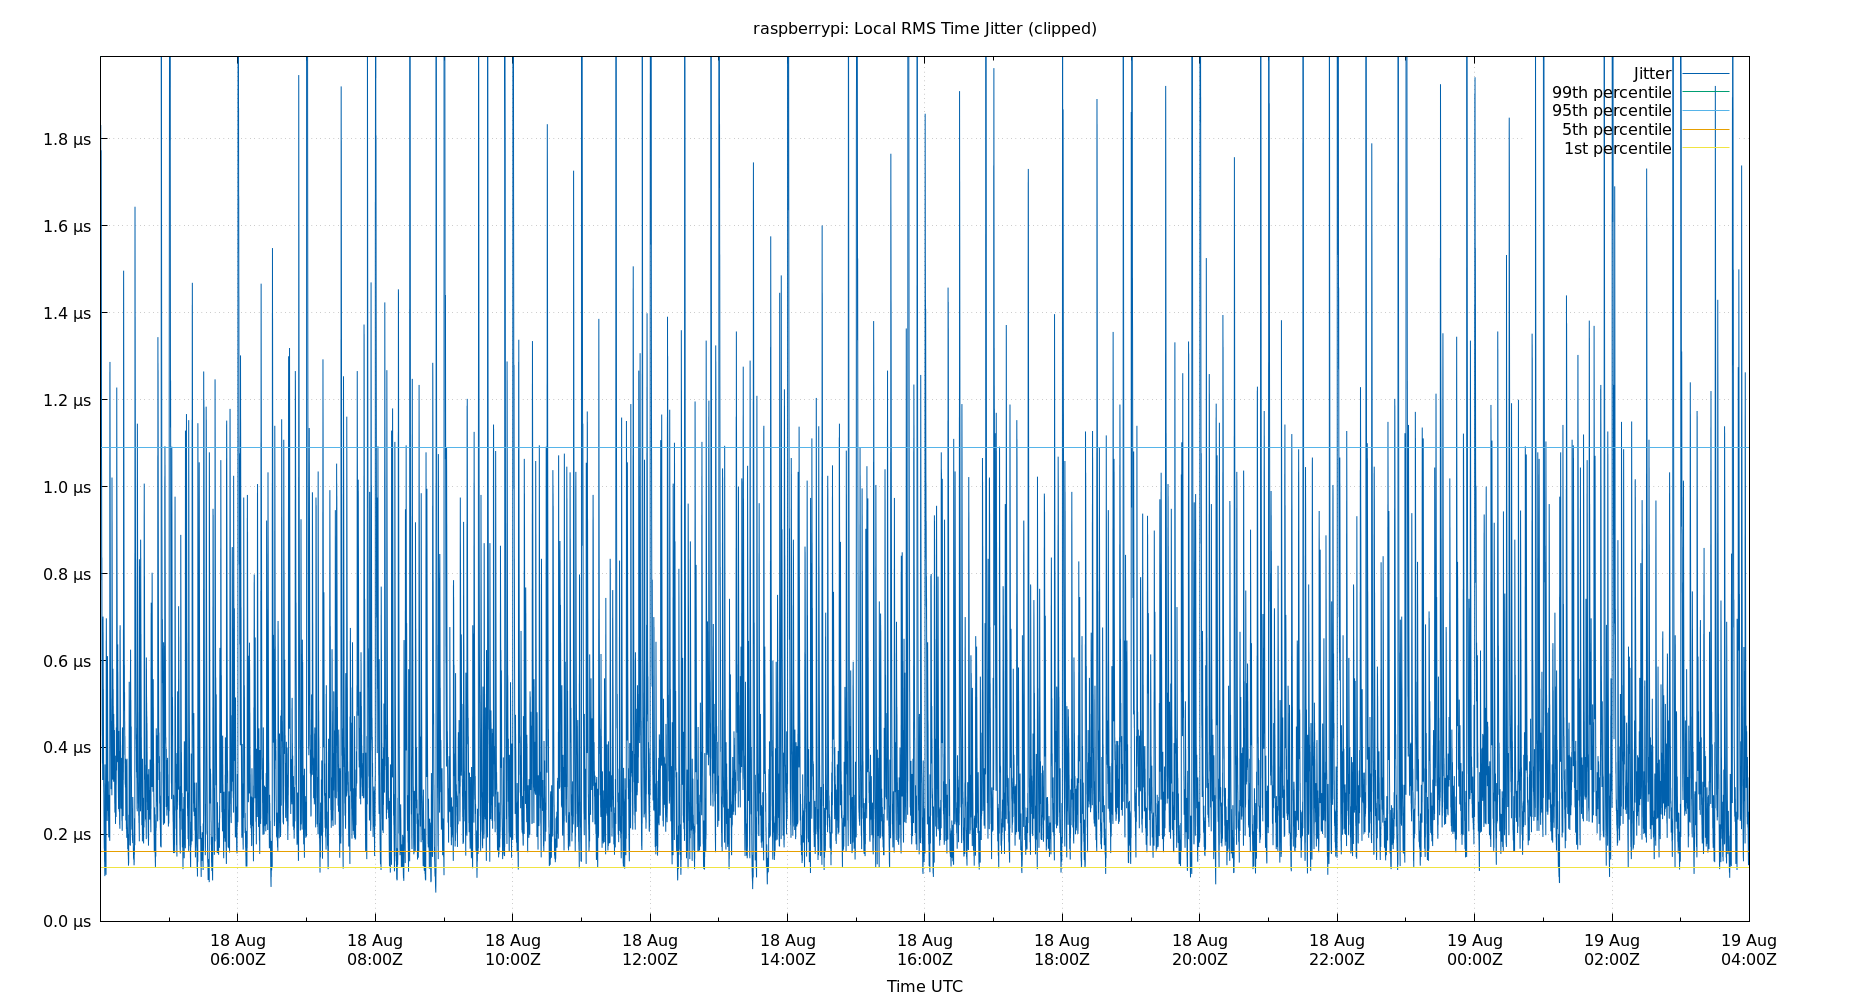 raspberrypi: Local RMS Time Jitter (clipped)
Jitter
99th percentile
95th percentile
5th percentile
1st percentile
1.8 µs
1.6 µs
1.4 µs
1.2 µs
1.0 µs
0.8 µs
0.6 µs
0.4 µs
0.2 µs
0.0 µs
18 Aug 18 Aug 18 Aug 18 Aug 18 Aug 18 Aug 18 Aug 18 Aug 18 Aug 19 Aug 19 Aug 19 Aug
06:00Z 08:00Z 10:00Z 12:00Z 14:00Z 16:00Z 18:00Z 20:00Z 22:00Z 00:00Z 02:00Z 04:00Z
Time UTC